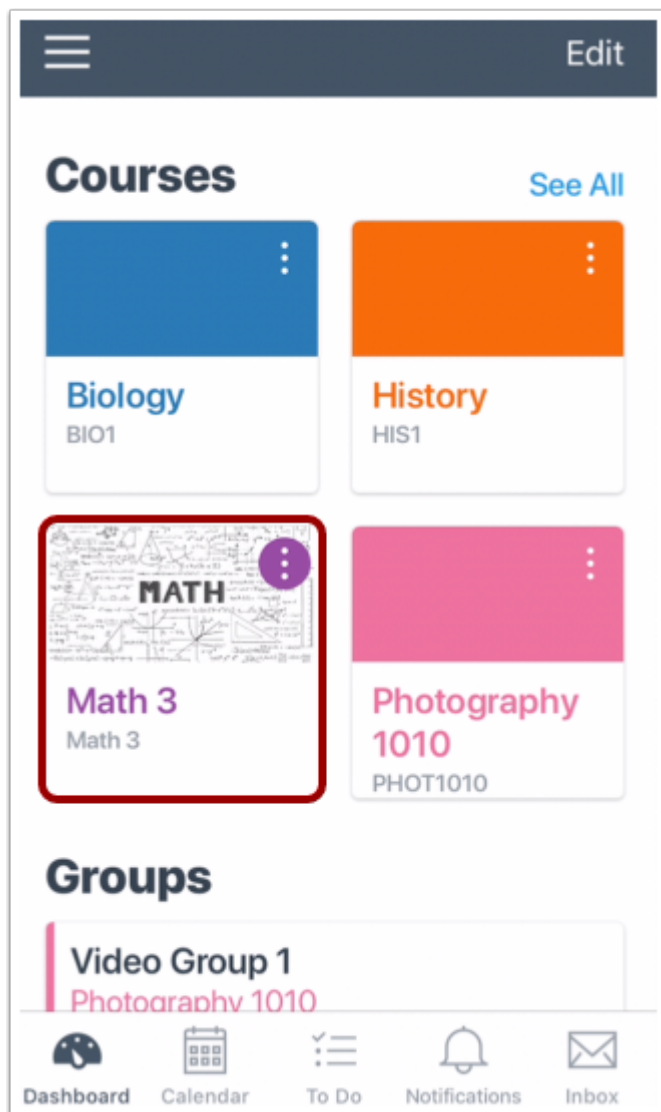 Edit
Courses
See All
Biology
BIO1
History
HIS1
MATH
Math 3
Math 3
Photography
1010
PHOT1010
Groups
Video Group 1
Photography 1010
Dashboard
Calendar
To Do
Notifications
Inbox